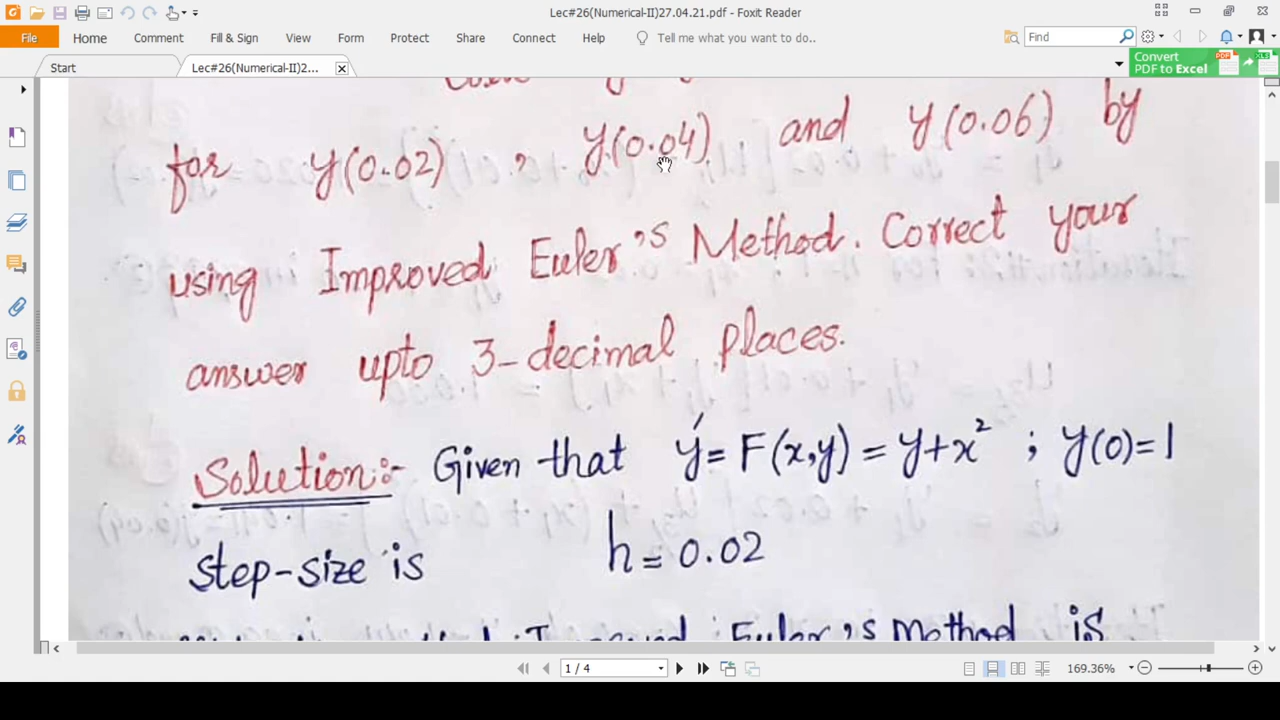 Lec#26(Numerical-II)27.04.21.pdf - Foxit Reader
File Home Comment Fill & Sign View Form Protect Share Connect Help Tell me what you want to do.. Find
Start Lec#26(Numerical-II)2... Convert PDF to Excel
for y(0.02) , y(0.04) and y(0.06) by
using Improved Euler's Method. Correct your
answer upto 3-decimal places.
Solution:- Given that y' = F(x,y) = y+x² ; y(0)=1
step-size is h = 0.02
Euler's Method is
1 / 4 169.36%